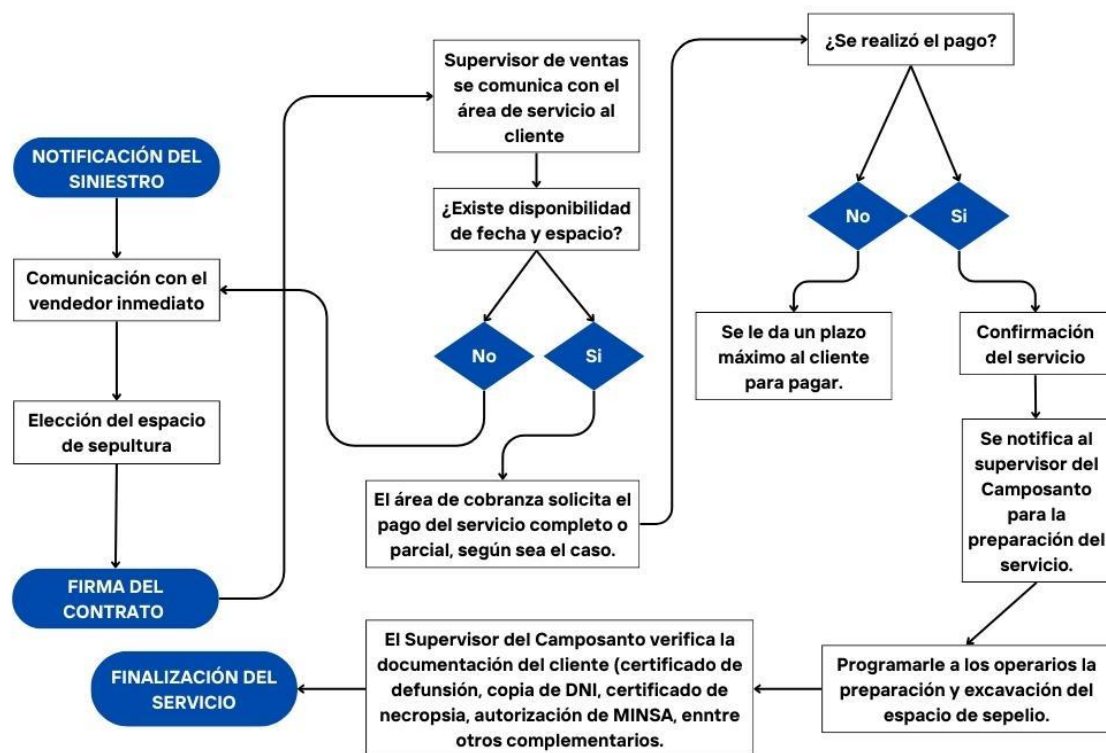 NOTIFICACIÓN DEL
SINIESTRO
Comunicación con el
vendedor inmediato
Elección del espacio
de sepultura
FIRMA DEL
CONTRATO
Supervisor de ventas
se comunica con el
área de servicio al
cliente
¿Existe disponibilidad
de fecha y espacio?
No
Si
El área de cobranza solicita el
pago del servicio completo o
parcial, según sea el caso.
¿Se realizó el pago?
No
Si
Se le da un plazo
máximo al cliente
para pagar.
Confirmación
del servicio
Se notifica al
supervisor del
Camposanto
para la
preparación del
servicio.
Programarle a los operarios la
preparación y excavación del
espacio de sepelio.
El Supervisor del Camposanto verifica la
documentación del cliente (certificado de
defunsión, copia de DNI, certificado de
necropsia, autorización de MINSA, enntre
otros complementarios.
FINALIZACIÓN DEL
SERVICIO